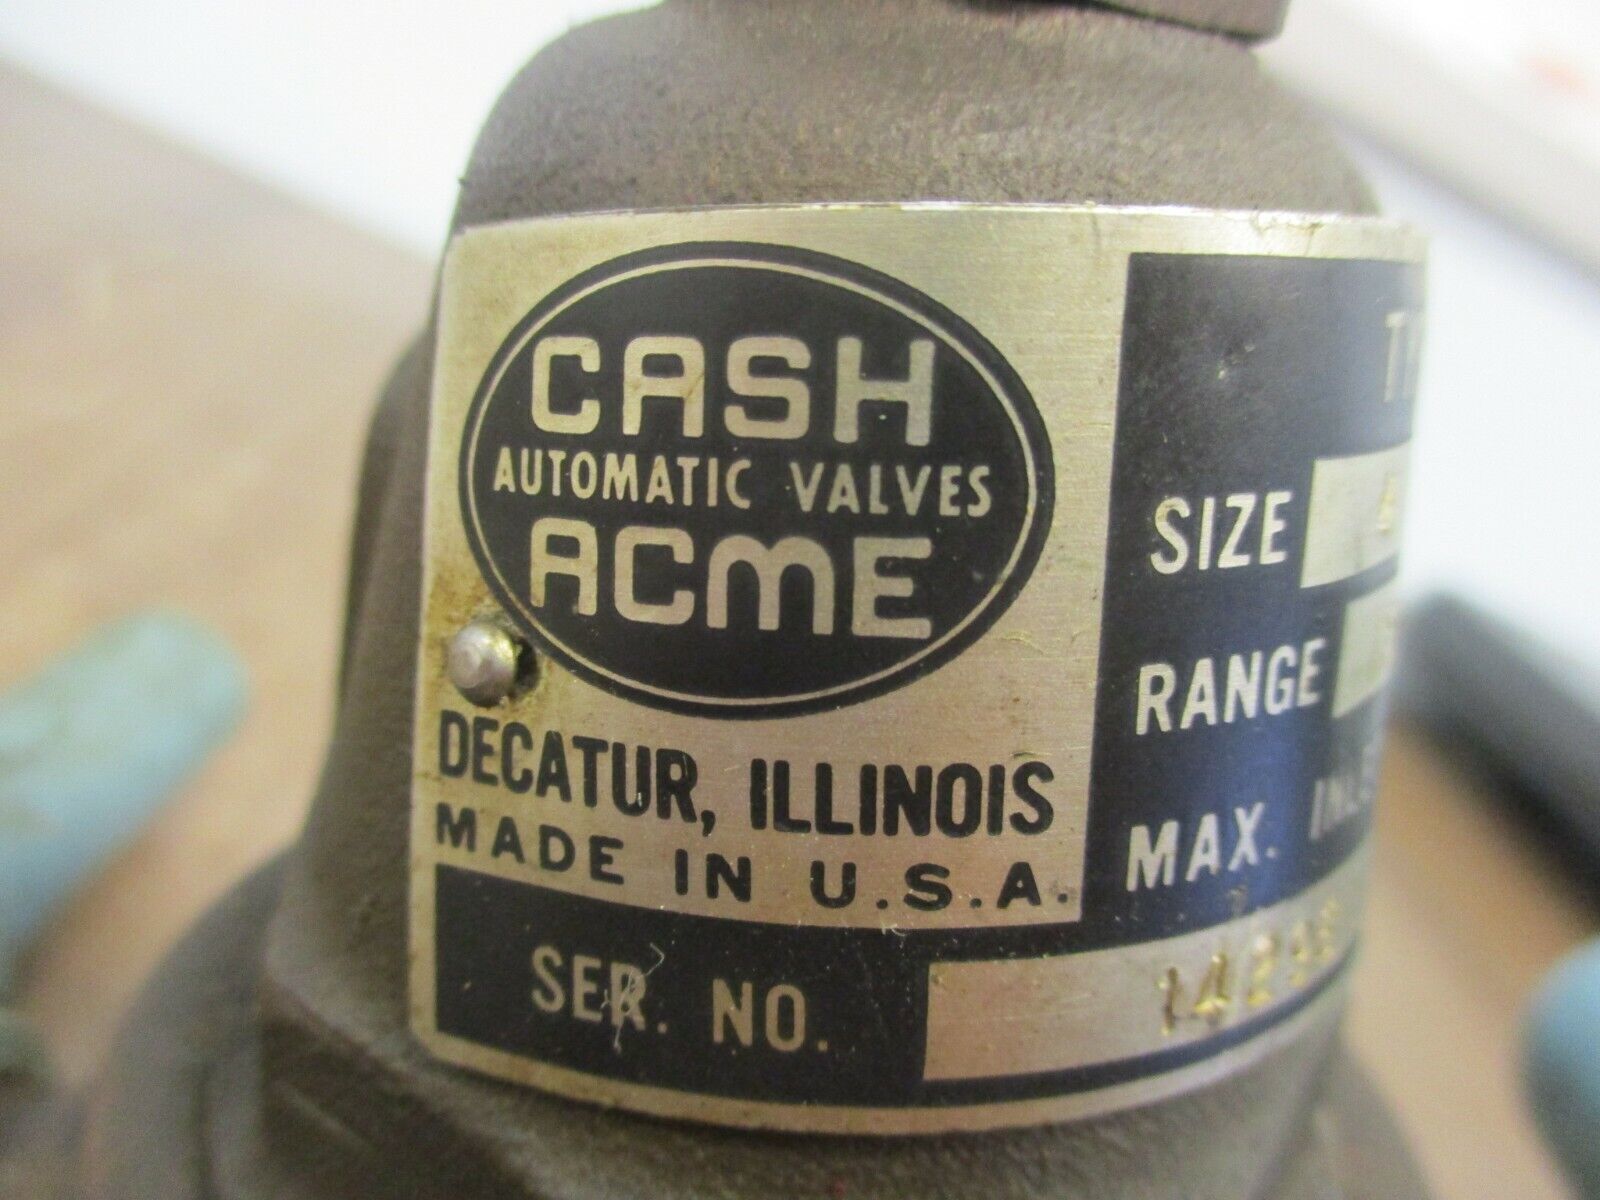 CASH
AUTOMATIC VALVES
ACME
DECATUR, ILLINOIS
MADE IN U.S.A.
SER. NO.
SIZE
RANGE
MAX.